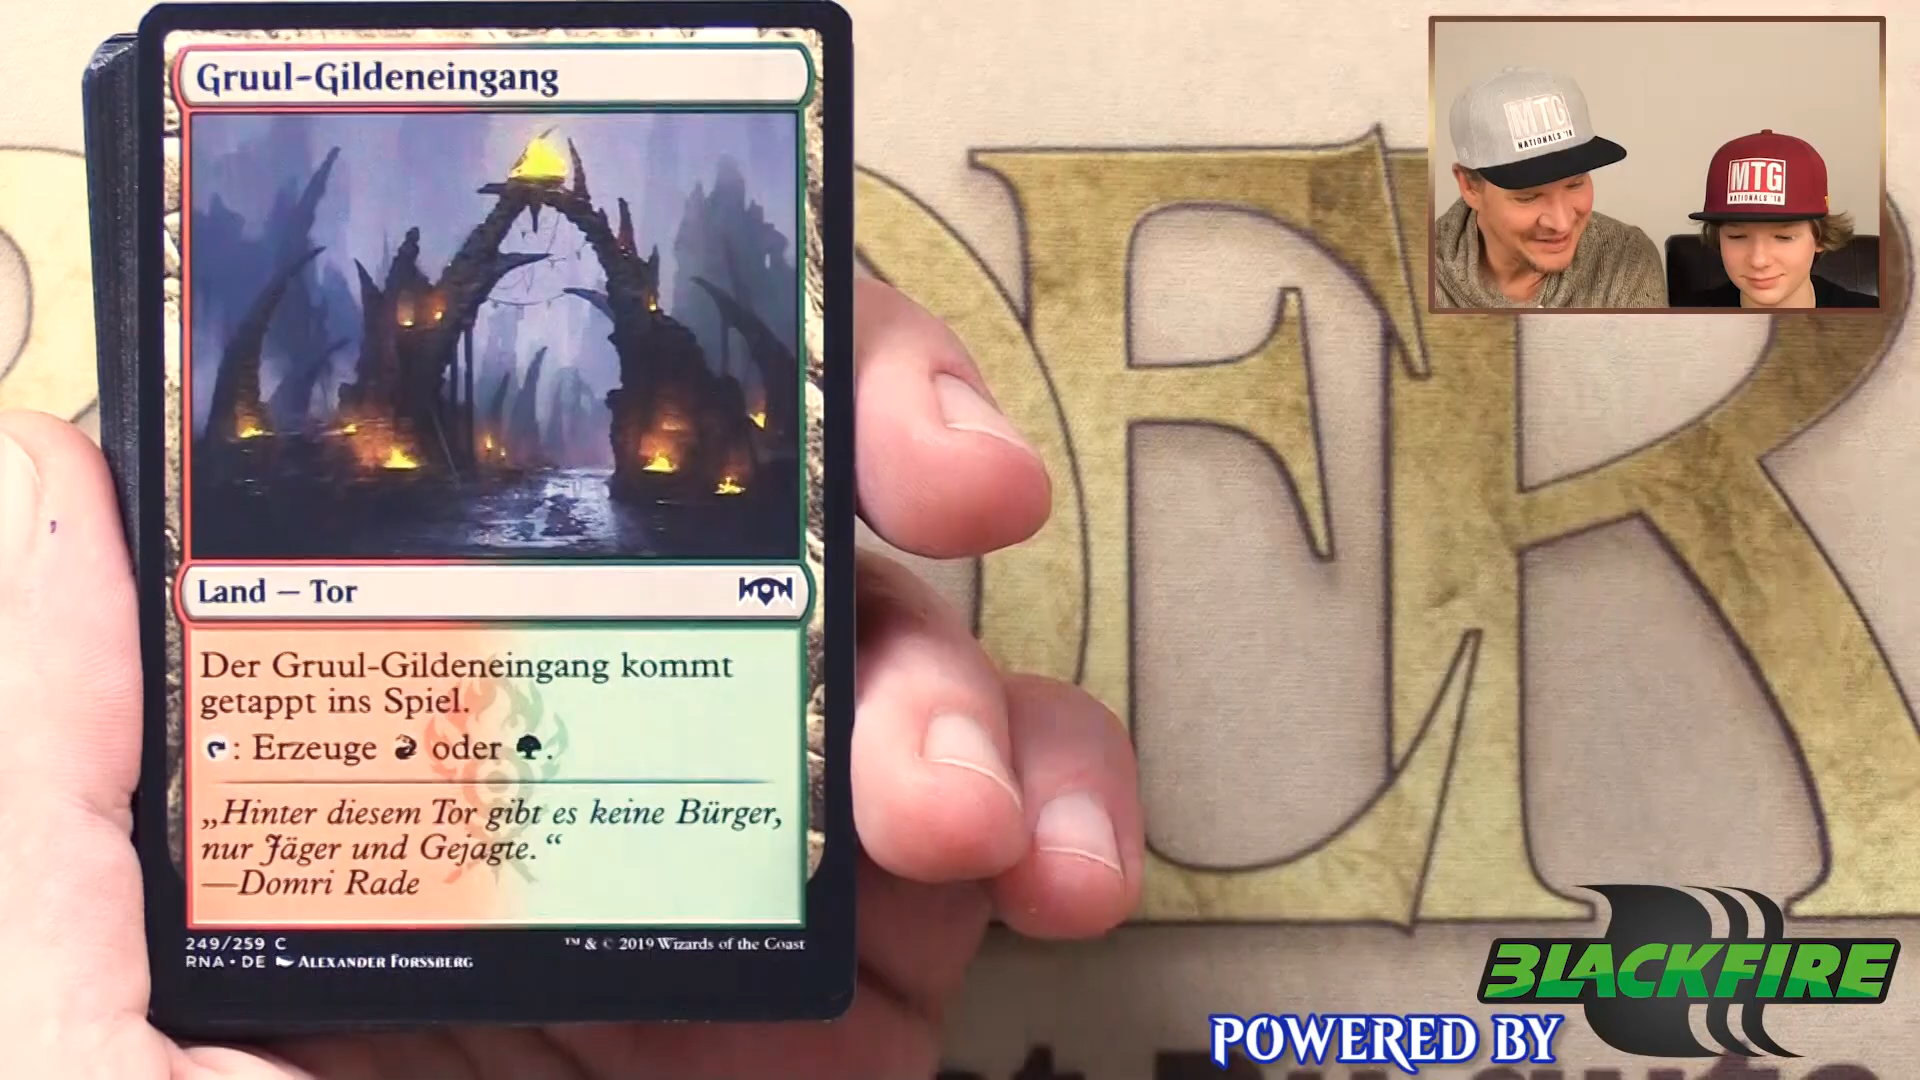 Gruul-Gildeneingang
Land — Tor
Der Gruul-Gildeneingang kommt
getappt ins Spiel.
: Erzeuge oder .
„Hinter diesem Tor gibt es keine Bürger,
nur Jäger und Gejagte.“
—Domri Rade
249/259 C
RNA • DE ALEXANDER FORSSBERG
™ & © 2019 Wizards of the Coast
MTG
NATIONALS '18
MTG
NATIONALS '18
BLACKFIRE
POWERED BY